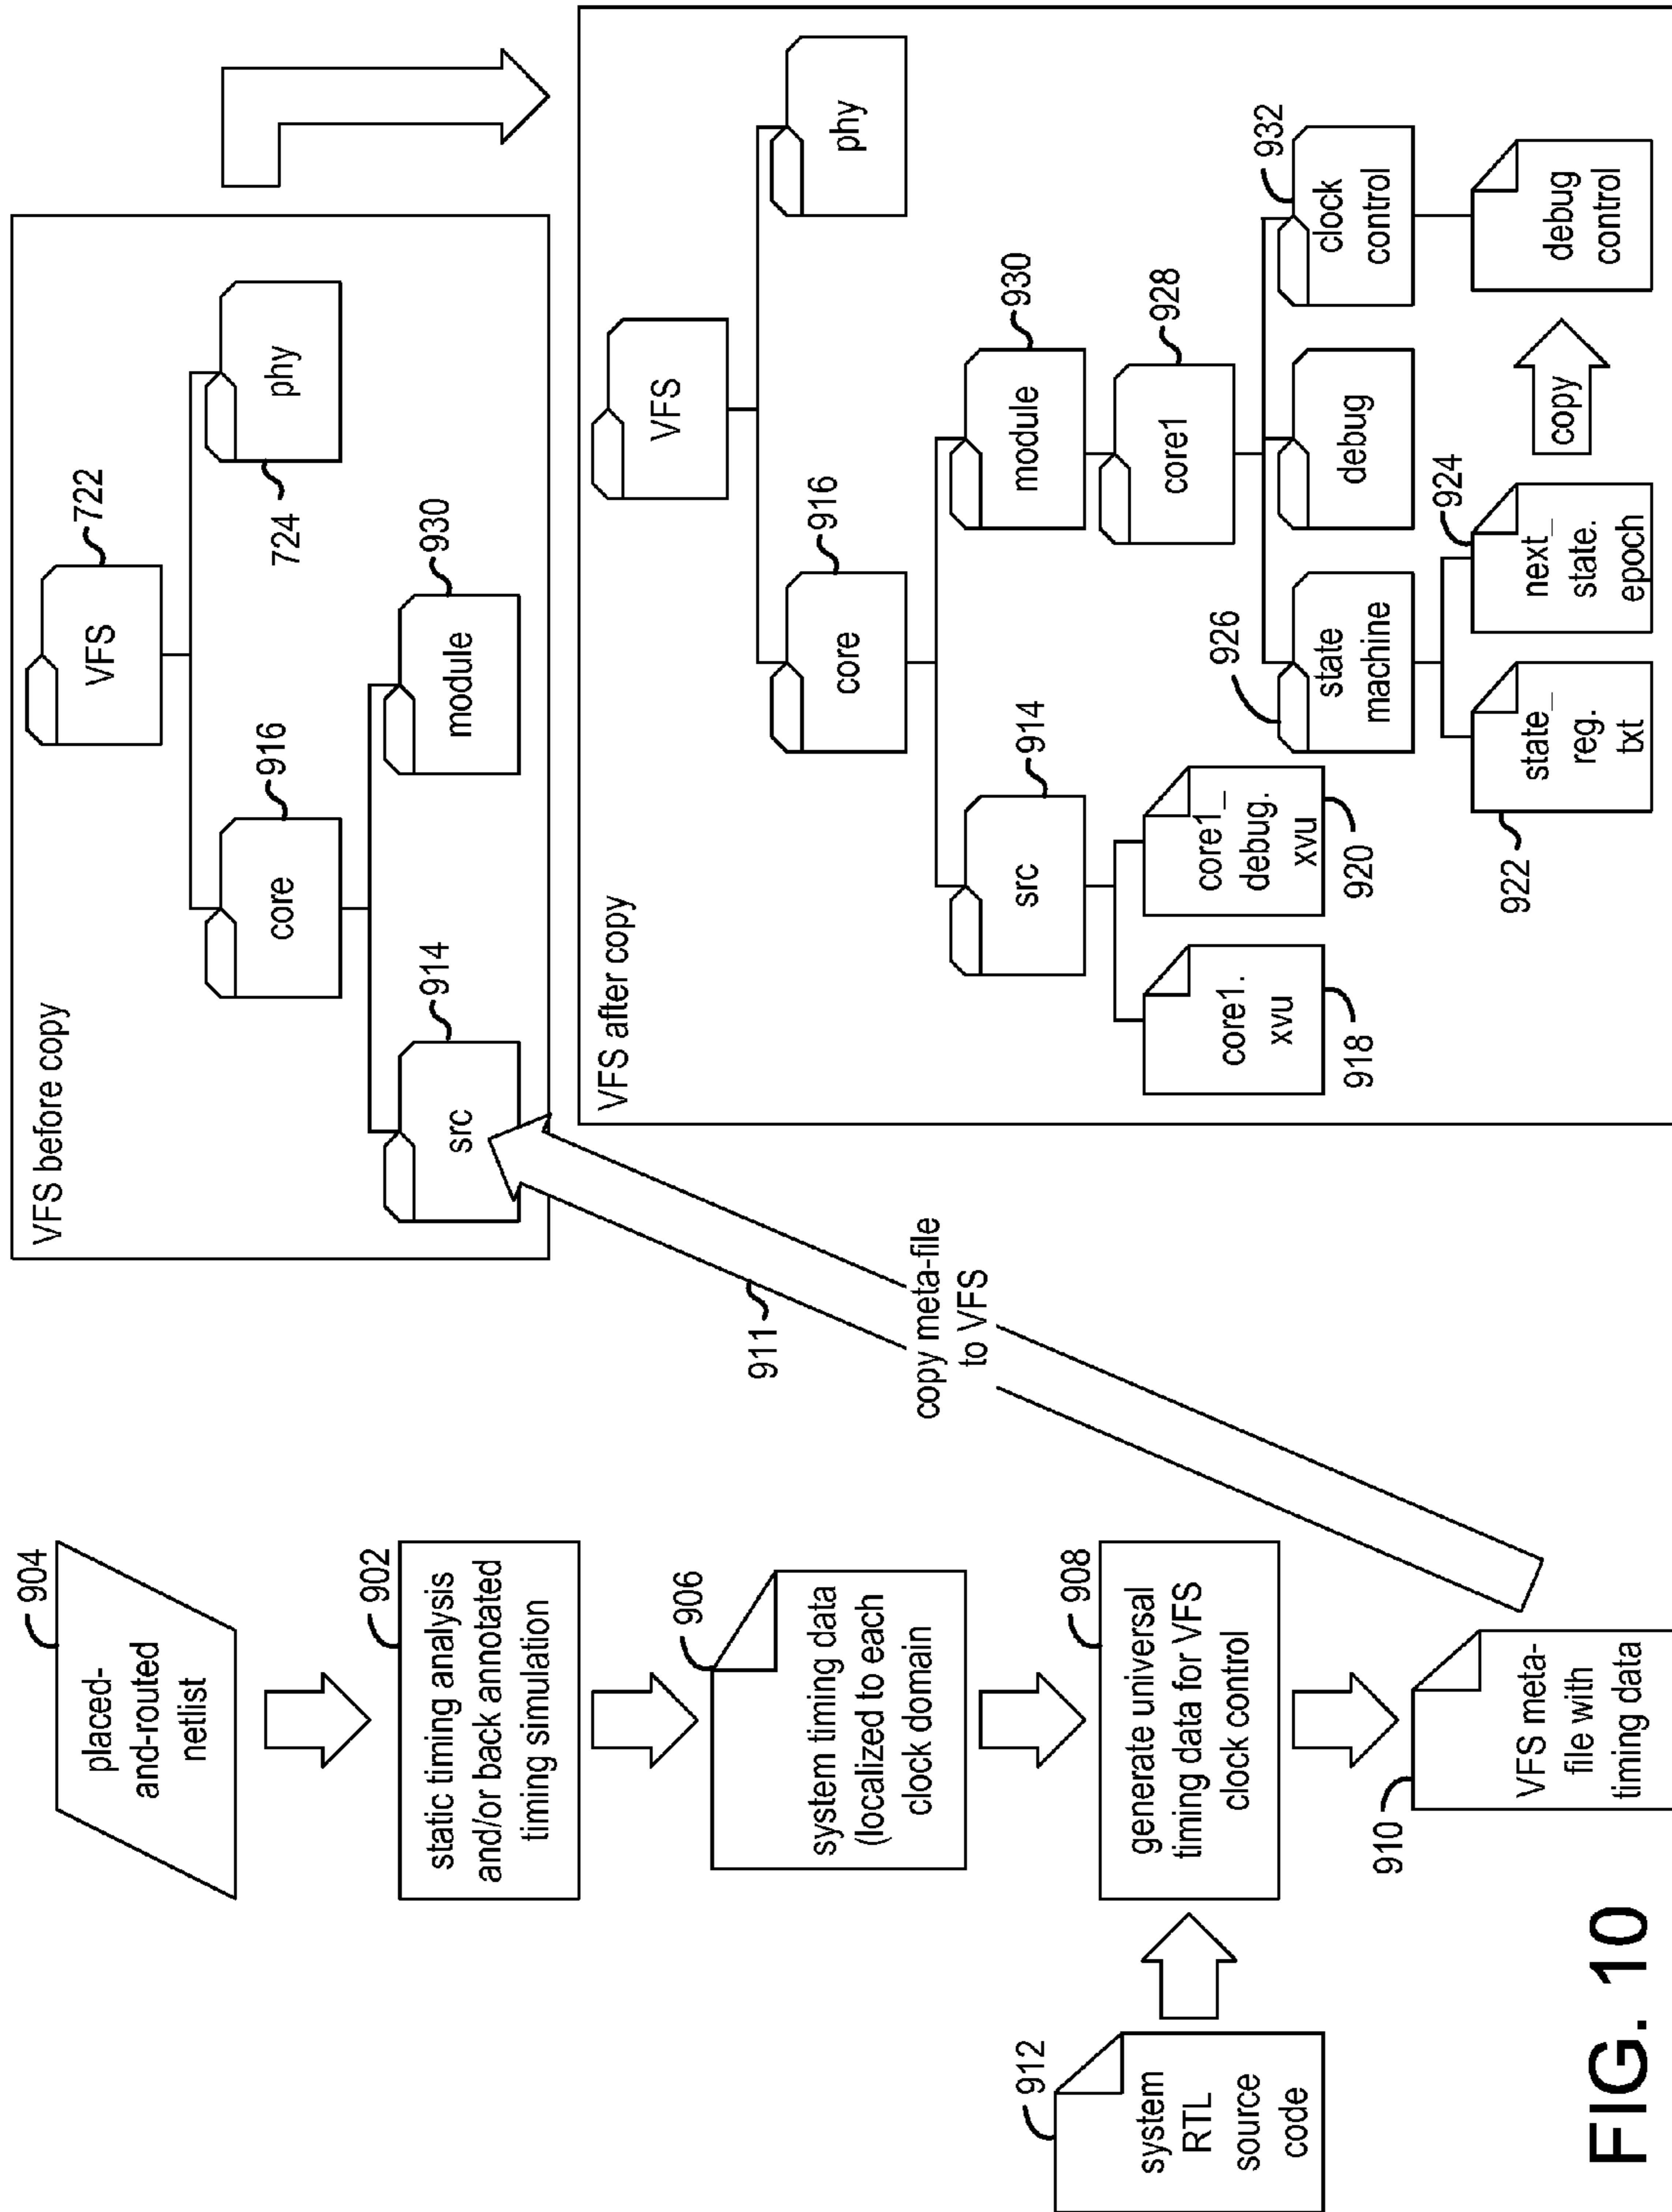 904
placed-
and-routed
netlist
902
static timing analysis
and/or back annotated
timing simulation
906
system timing data
(localized to each
clock domain
912
system
RTL
source
code
908
generate universal
timing data for VFS
clock control
910
VFS meta-
file with
timing data
911
copy meta-file
to VFS
VFS before copy
VFS
722
core
916
phy
724
src
914
module
930
VFS after copy
VFS
core
916
phy
src
914
module
930
core1.
xvu
918
core1_
debug.
xvu
920
core1
928
926
state
machine
debug
clock
control
932
state_
reg.
txt
922
next_
state.
epoch
924
copy
debug
control
FIG. 10